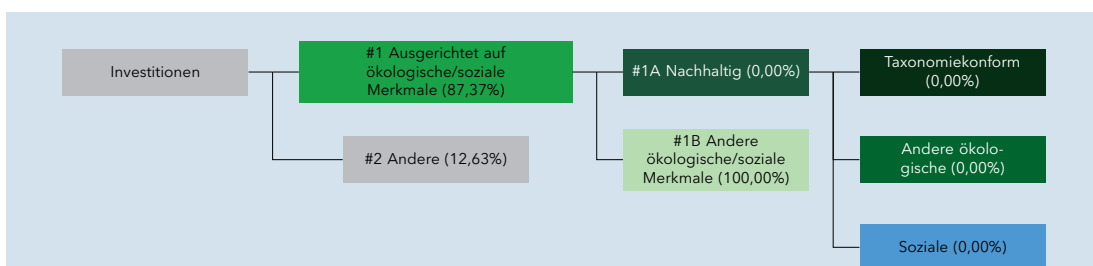 Investitionen
#1 Ausgerichtet auf
ökologische/soziale
Merkmale (87,37%)
#2 Andere (12,63%)
#1A Nachhaltig (0,00%)
#1B Andere
ökologische/soziale
Merkmale (100,00%)
Taxonomiekonform
(0,00%)
Andere ökolo-
gische (0,00%)
Soziale (0,00%)